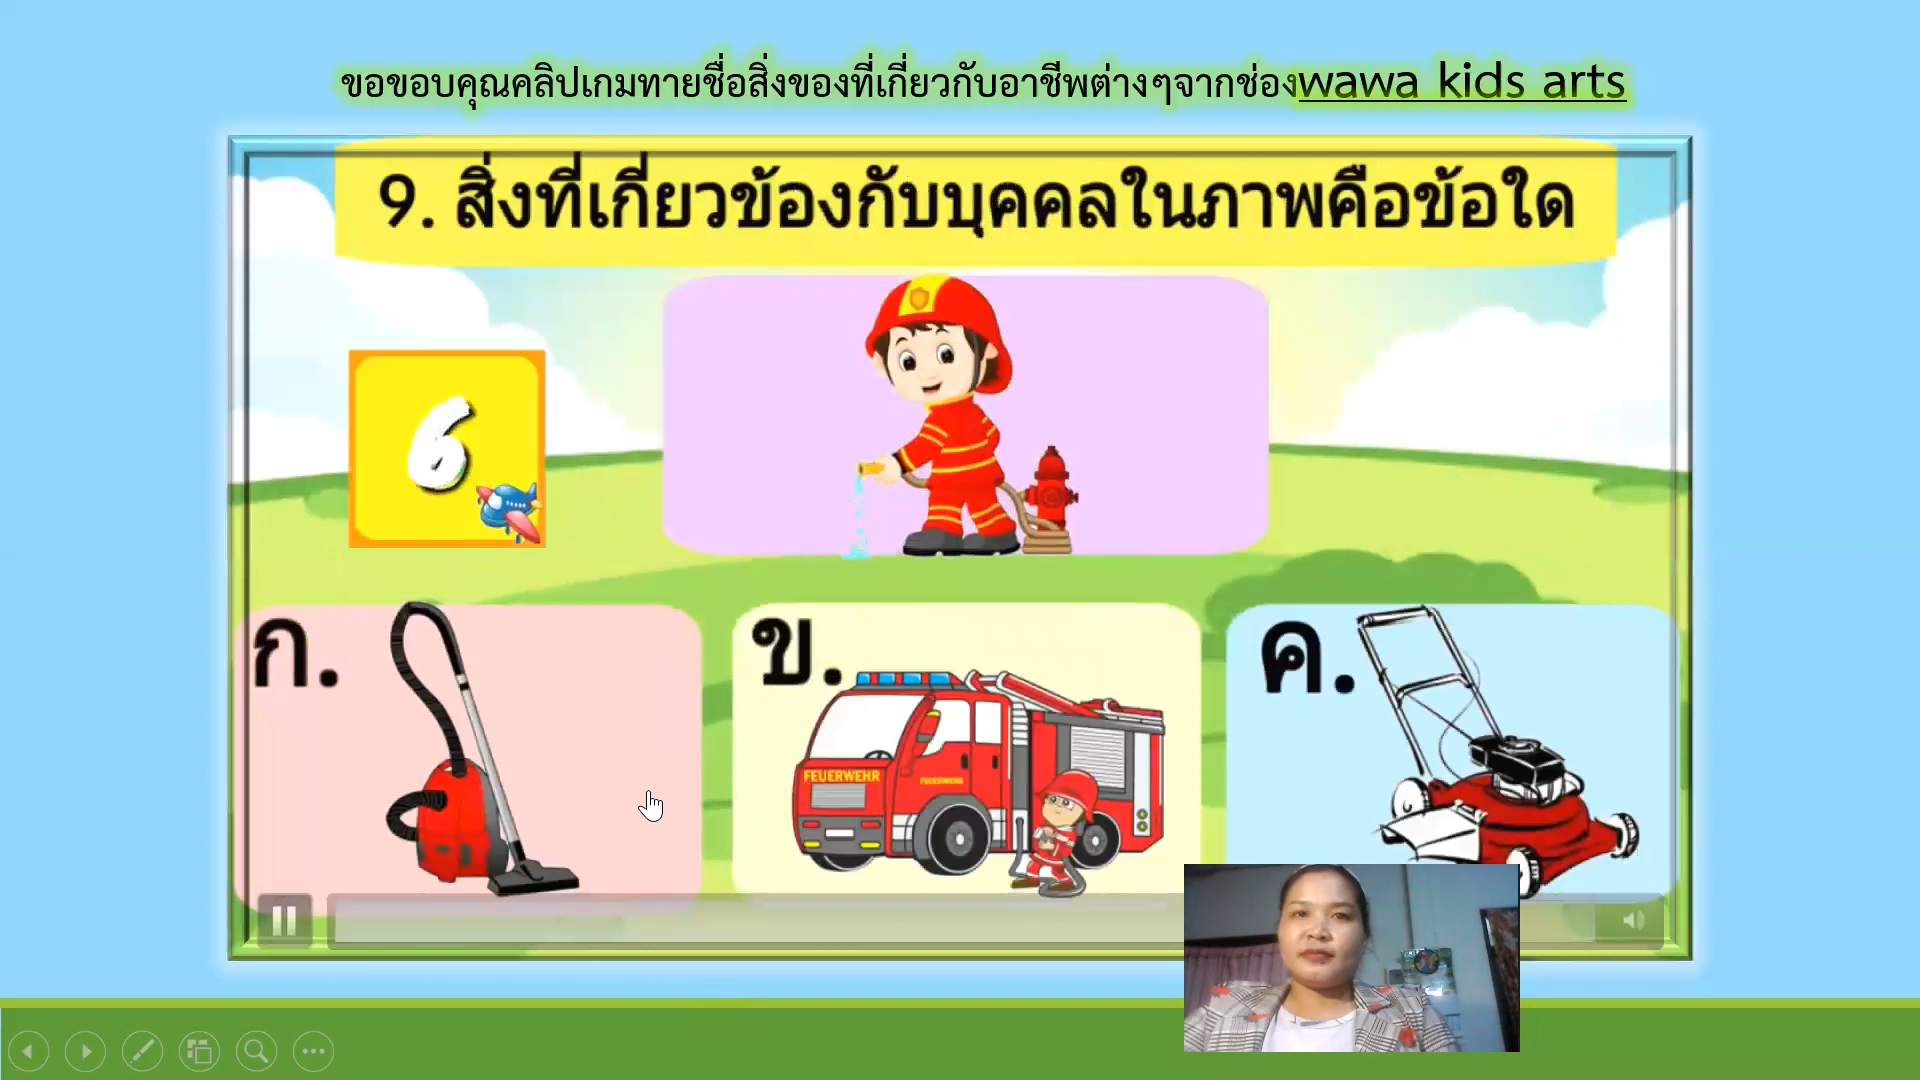 ขอขอบคุณคลิปเกมทายชื่อสิ่งของที่เกี่ยวกับอาชีพต่างๆจากช่องwawa kids arts
9. สิ่งที่เกี่ยวข้องกับบุคคลในภาพคือข้อใด
6
ก.
ข.
ค.
FEUERWEHR
FEUERWEHR